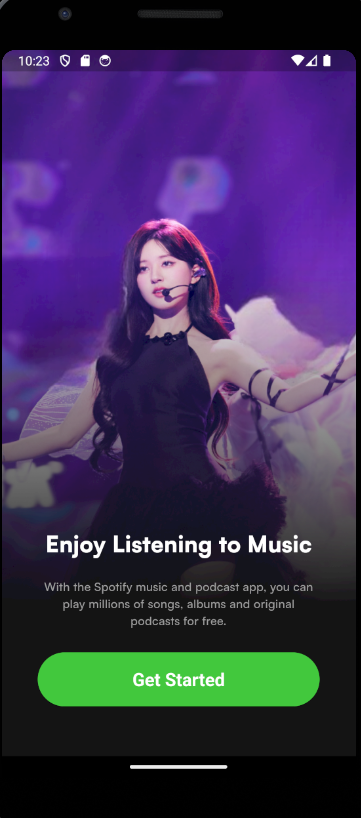 10:23
Enjoy Listening to Music
With the Spotify music and podcast app, you can
play millions of songs, albums and original
podcasts for free.
Get Started